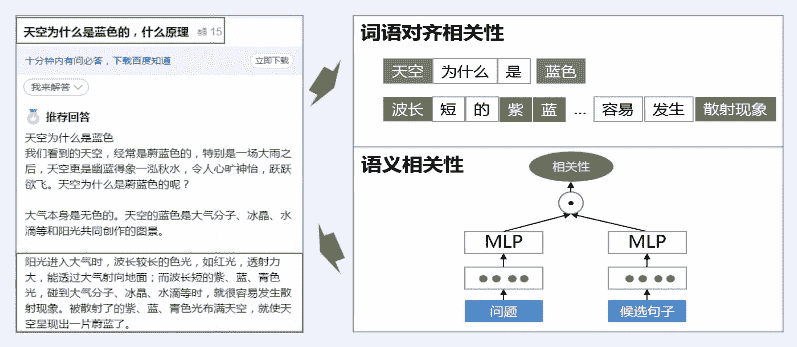 天空为什么是蓝色的，什么原理 15
十分钟内有问必答，下载百度知道 立即下载
我来解答
推荐回答
天空为什么是蓝色
我们看到的天空，经常是蔚蓝色的，特别是一场大雨之
后，天空更是幽蓝得象一泓秋水，令人心旷神怡，跃跃
欲飞。天空为什么是蔚蓝色的呢？
大气本身是无色的。天空的蓝色是大气分子、冰晶、水
滴等和阳光共同创作的图景。
阳光进入大气时，波长较长的色光，如红光，透射力
大，能透过大气射向地面；而波长短的紫、蓝、青色
光，碰到大气分子、冰晶、水滴等时，就很容易发生散
射现象。被散射了的紫、蓝、青色光布满天空，就使天
空呈现出一片蔚蓝了。
词语对齐相关性
天空 为什么 是 蓝色
波长 短 的 紫 蓝 ... 容易 发生 散射现象
语义相关性
相关性
MLP MLP
问题 候选句子